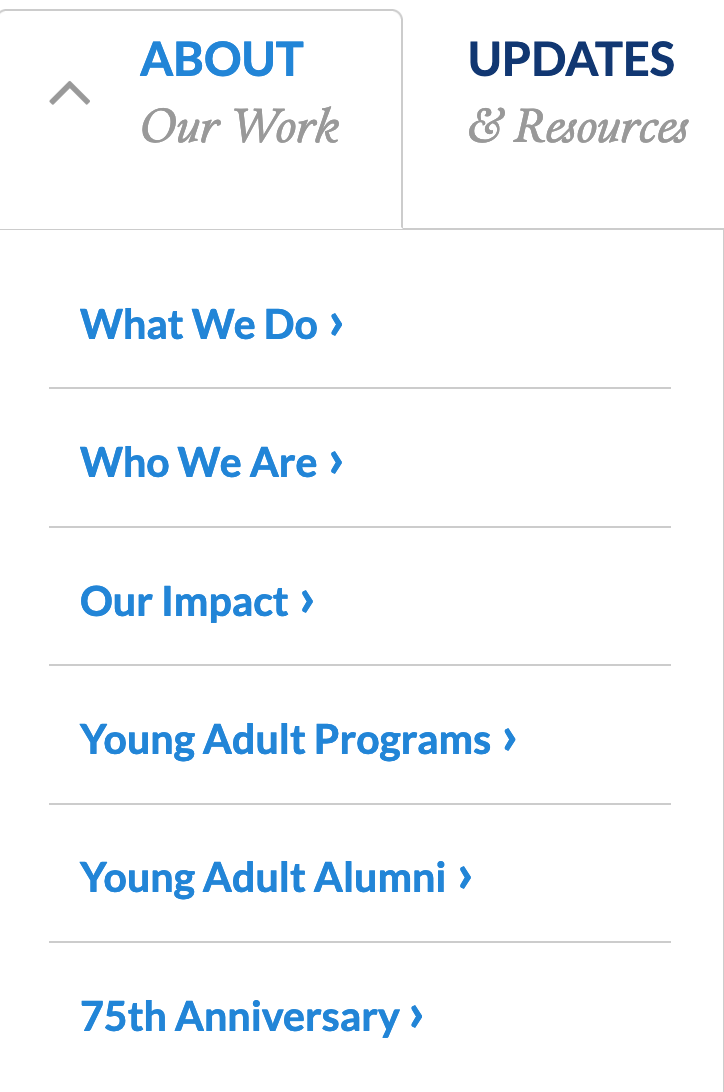 ABOUT
Our Work
UPDATES
& Resources
What We Do ›
Who We Are ›
Our Impact ›
Young Adult Programs ›
Young Adult Alumni ›
75th Anniversary ›